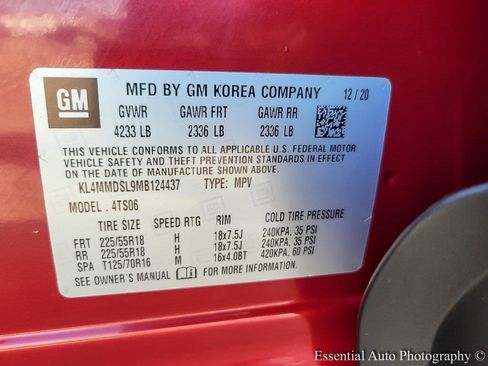 GM
MFD BY GM KOREA COMPANY 12/20
GVWR GAWR FRT GAWR RR
4233 LB 2336 LB 2336 LB
THIS VEHICLE CONFORMS TO ALL APPLICABLE U.S. FEDERAL MOTOR
VEHICLE SAFETY AND THEFT PREVENTION STANDARDS IN EFFECT
ON THE DATE OF MANUFACTURE SHOWN ABOVE.
KL4MMDSL9MB124437 TYPE: MPV
MODEL: 4TS06
TIRE SIZE SPEED RTG RIM COLD TIRE PRESSURE
FRT 225/55R18 H 18x7.5J 240KPA, 35 PSI
RR 225/55R18 H 18x7.5J 240KPA, 35 PSI
SPA T125/70R16 M 16x4.0BT 420KPA, 60 PSI
SEE OWNER'S MANUAL FOR MORE INFORMATION.
Essential Auto Photography ©